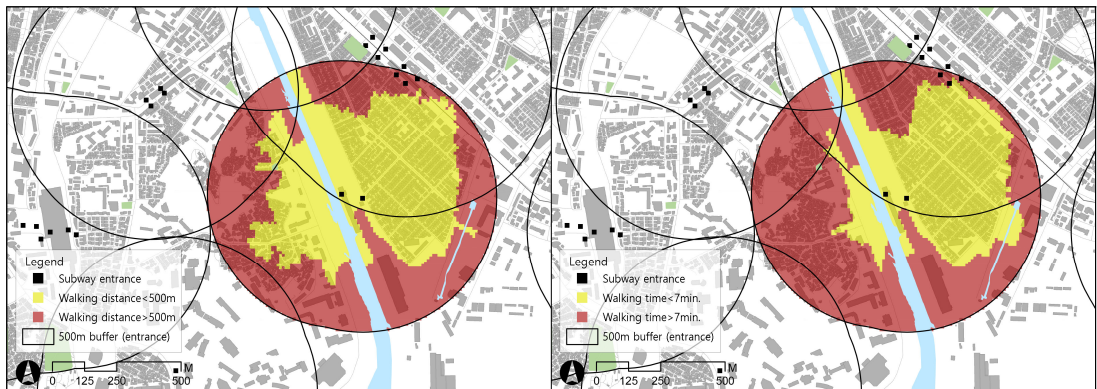 Legend
Subway entrance
Walking distance<500m
Walking distance>500m
500m buffer (entrance)
M
0 125 250 500
Legend
Subway entrance
Walking time<7min.
Walking time>7min.
500m buffer (entrance)
M
0 125 250 500